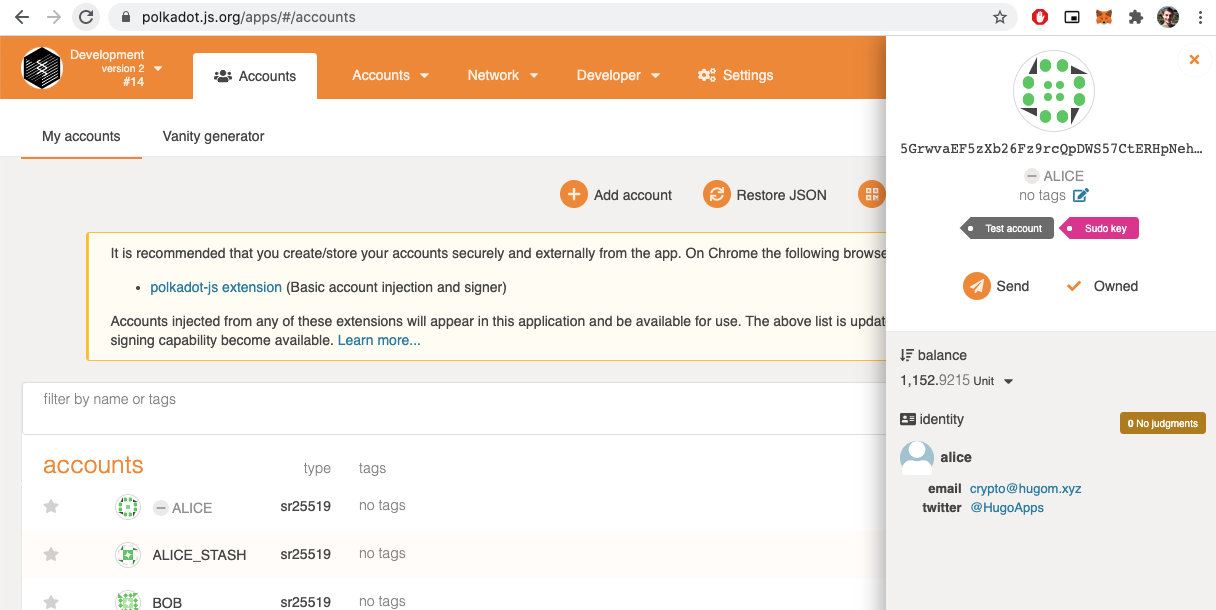 polkadot.js.org/apps/#/accounts
Development
version 2
#14
Accounts
Accounts
Network
Developer
Settings
My accounts
Vanity generator
Add account
Restore JSON
It is recommended that you create/store your accounts securely and externally from the app. On Chrome the following browse
• polkadot-js extension (Basic account injection and signer)
Accounts injected from any of these extensions will appear in this application and be available for use. The above list is updat
signing capability become available. Learn more...
filter by name or tags
accounts type tags
ALICE sr25519 no tags
ALICE_STASH sr25519 no tags
BOB sr25519 no tags
5GrwvaEF5zXb26Fz9rcQpDWS57CtERHpNeh…
ALICE
no tags
Test account
Sudo key
Send
Owned
balance
1,152.9215 Unit
identity
0 No judgments
alice
email crypto@hugom.xyz
twitter @HugoApps